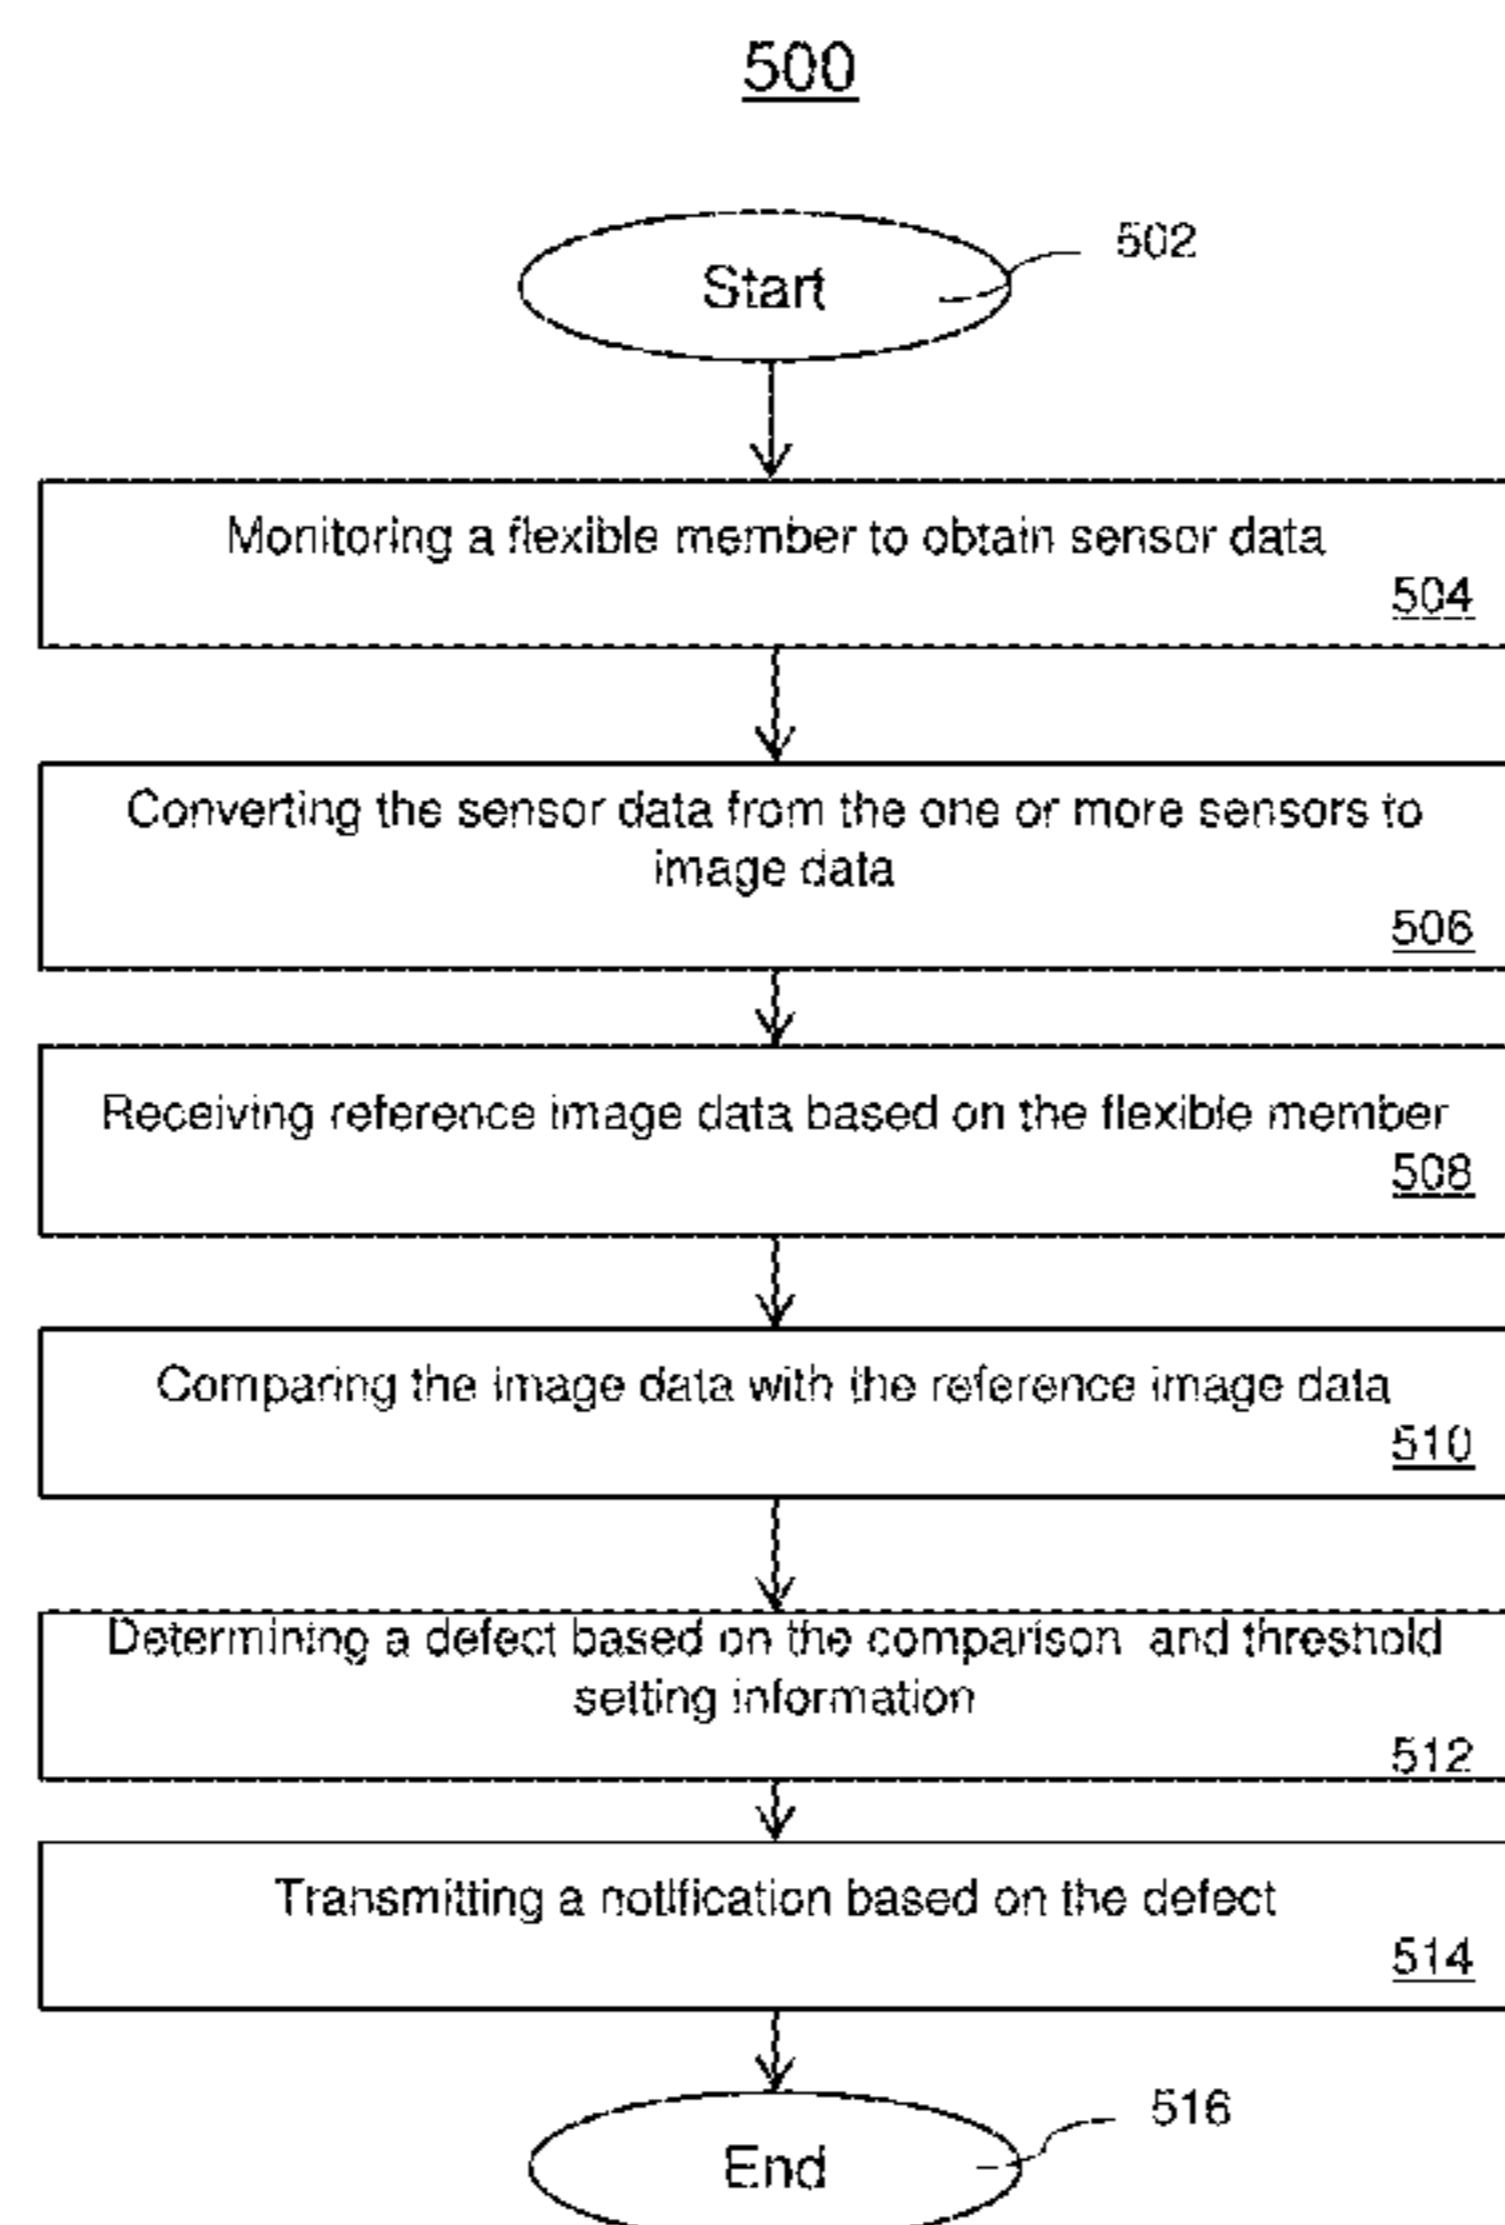 500
Start
502
Monitoring a flexible member to obtain sensor data
504
Converting the sensor data from the one or more sensors to
image data
506
Receiving reference image data based on the flexible member
508
Comparing the image data with the reference image data
510
Determining a defect based on the comparison and threshold
setting information
512
Transmitting a notification based on the defect
514
516
End